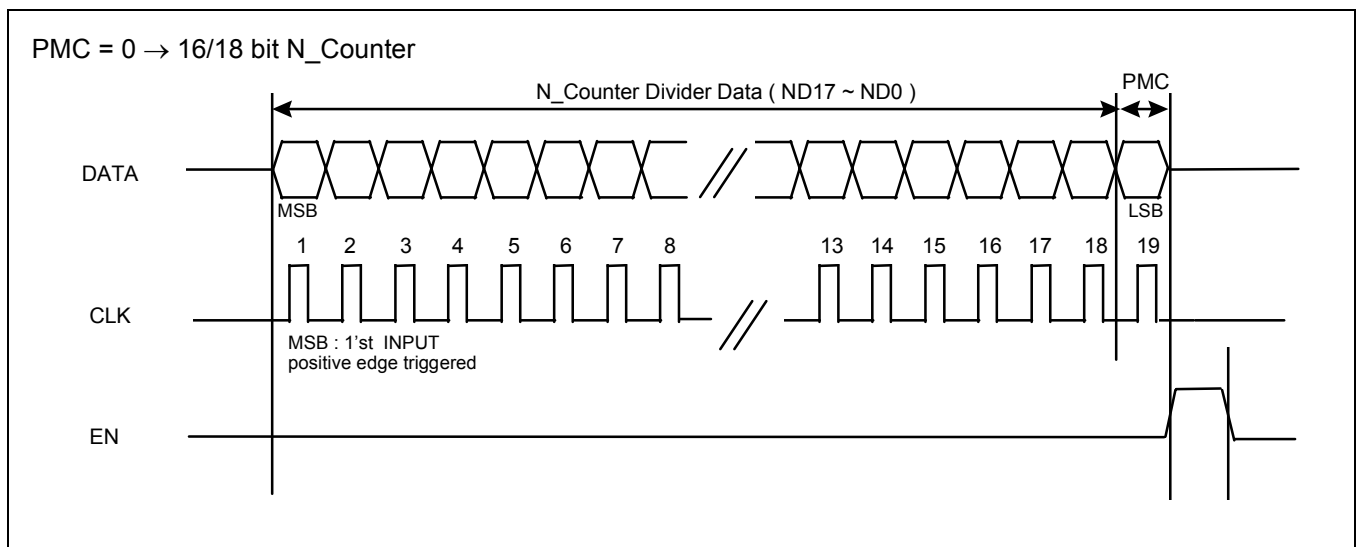 PMC = 0 → 16/18 bit N_Counter
N_Counter Divider Data ( ND17 ~ ND0 )
PMC
DATA
MSB
LSB
1 2 3 4 5 6 7 8 13 14 15 16 17 18 19
CLK
MSB : 1'st INPUT
positive edge triggered
EN